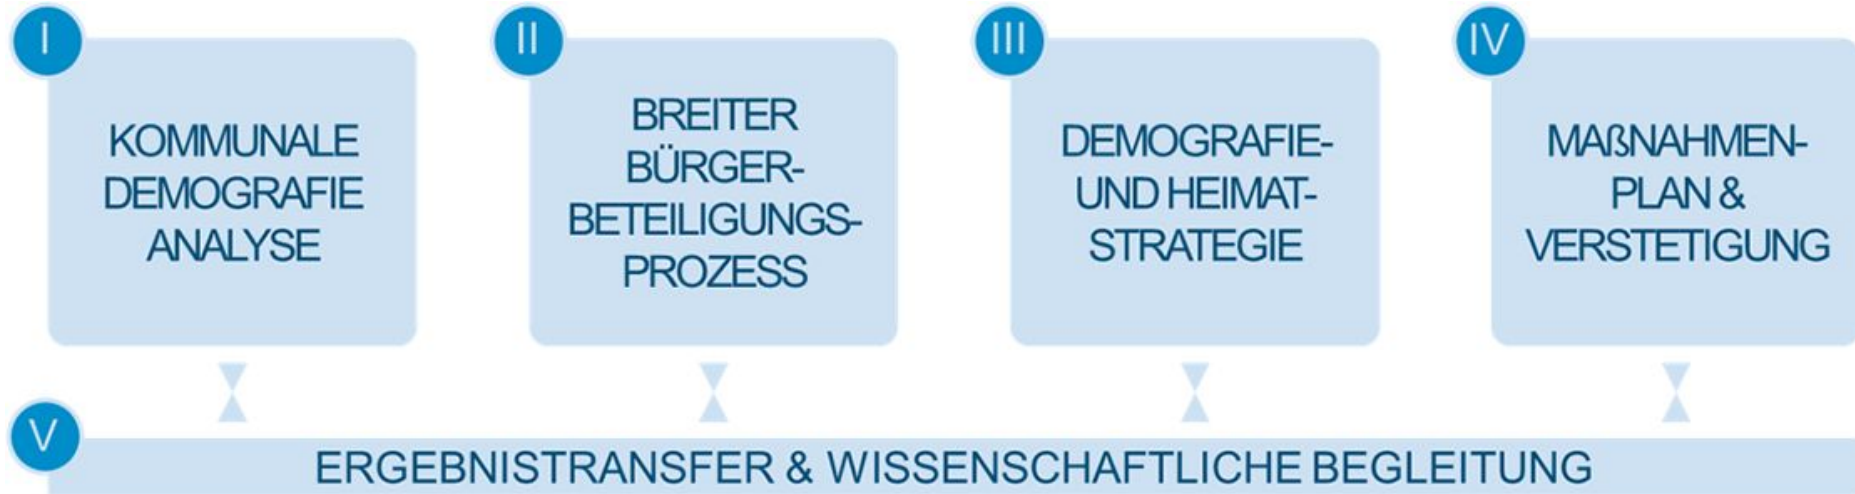 I
KOMMUNALE
DEMOGRAFIE
ANALYSE
II
BREITER
BÜRGER-
BETEILIGUNGS-
PROZESS
III
DEMOGRAFIE-
UND HEIMAT-
STRATEGIE
IV
MAßNAHMEN-
PLAN &
VERSTETIGUNG
V
ERGEBNISTRANSFER & WISSENSCHAFTLICHE BEGLEITUNG